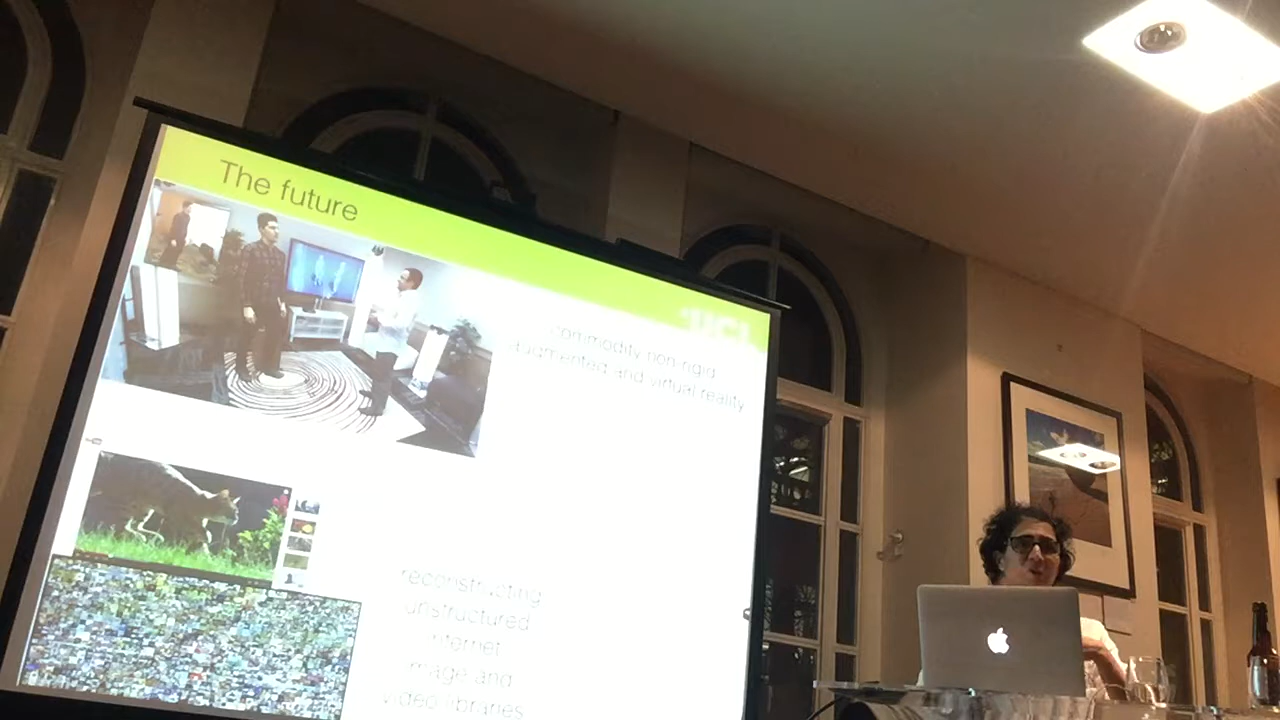 The future
UCL
commodity non-rigid
augmented and virtual reality
reconstructing
unstructured
internet
image and
video libraries